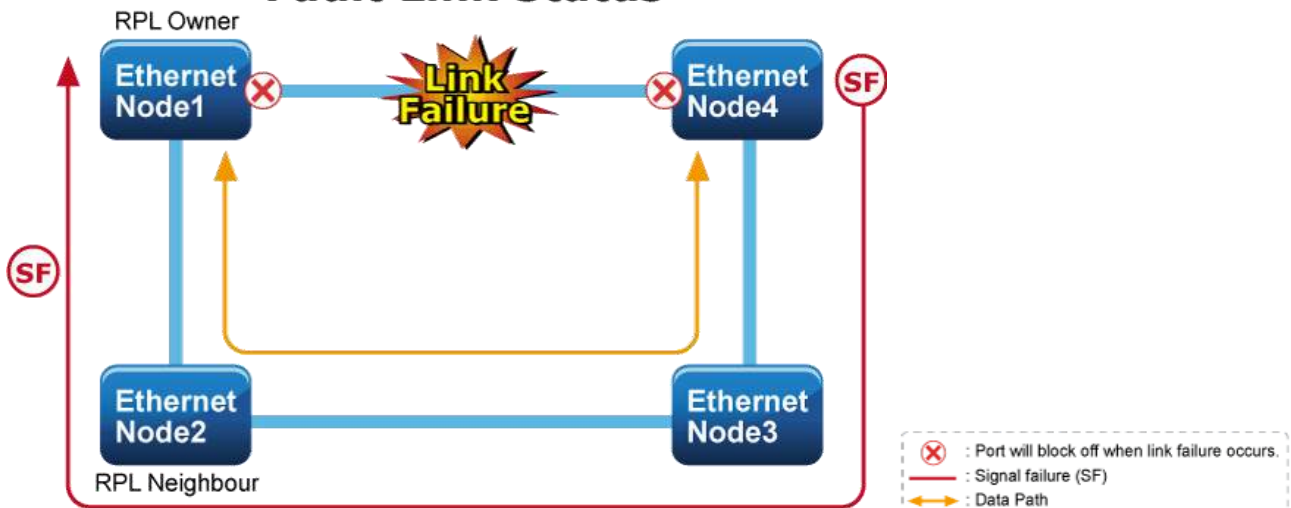 RPL Owner
Ethernet
Node1
Link
Failure
Ethernet
Node4
SF
SF
Ethernet
Node2
Ethernet
Node3
RPL Neighbour
: Port will block off when link failure occurs.
: Signal failure (SF)
: Data Path